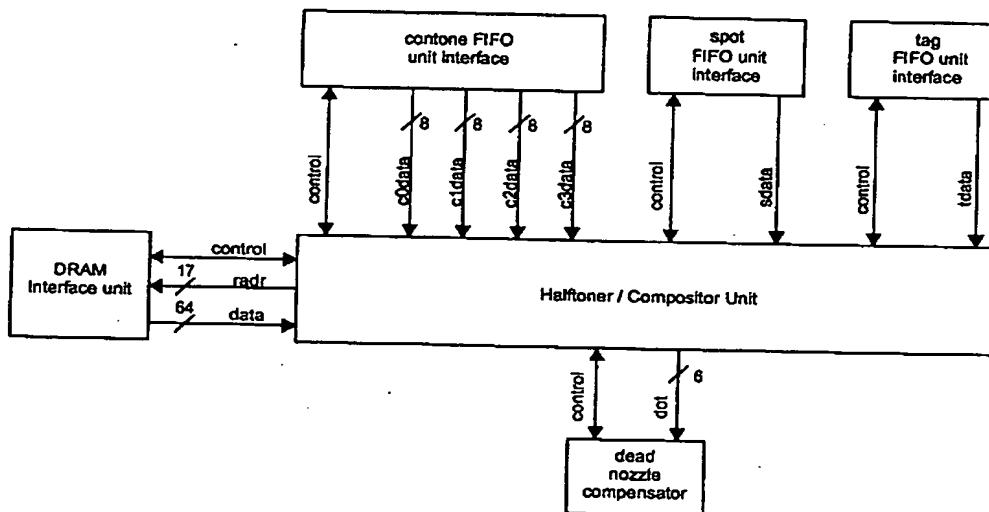 contone FIFO
unit interface
spot
FIFO unit
interface
tag
FIFO unit
interface
8
8
8
8
control
c0data
c1data
c2data
c3data
control
sdata
control
tdata
DRAM
Interface unit
control
17
radr
64
data
Halftoner / Compositor Unit
control
dot
6
dead
nozzle
compensator